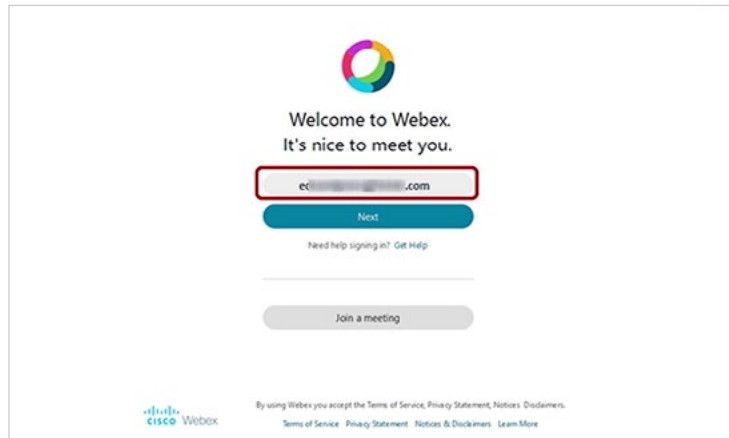 Welcome to Webex.
It's nice to meet you.
.com
Next
Need help signing in? Get Help
Join a meeting
CISCO Webex
By using Webex you accept the Terms of Service, Privacy Statement, Notices Disclaimers.
Terms of Service Privacy Statement Notices & Disclaimers Learn More